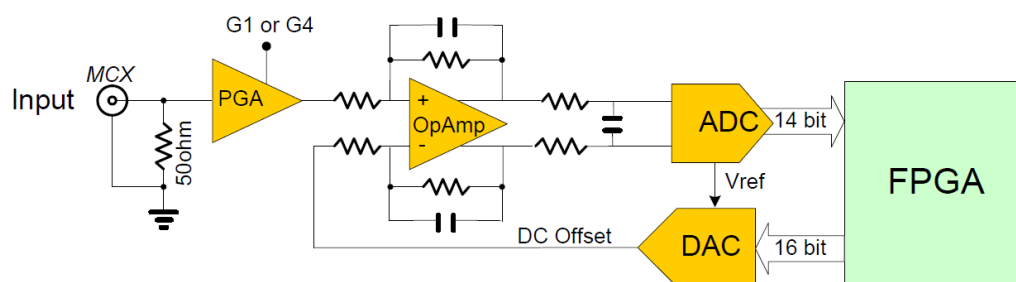 G1 or G4
MCX
Input
PGA
50ohm
+
OpAmp
-
ADC
14 bit
FPGA
Vref
DC Offset
DAC
16 bit